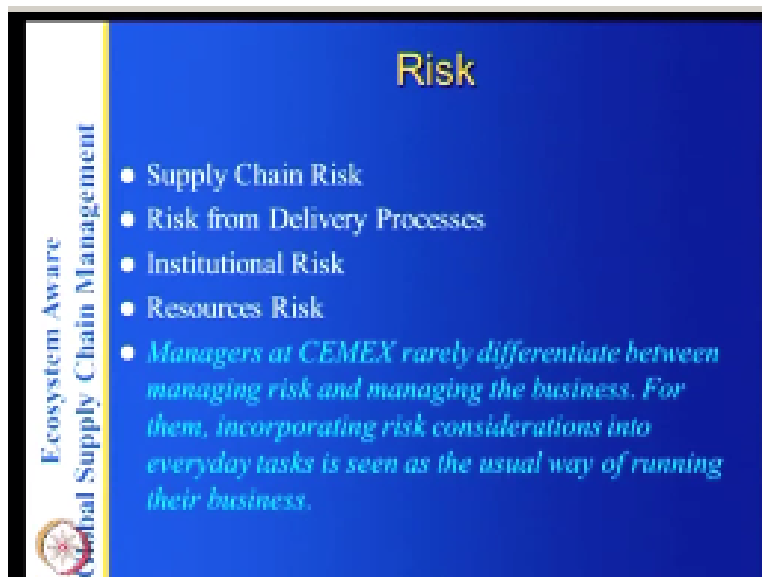 Risk
Supply Chain Risk
Risk from Delivery Processes
Institutional Risk
Resources Risk
Managers at CEMEX rarely differentiate between
managing risk and managing the business. For
them, incorporating risk considerations into
everyday tasks is seen as the usual way of running
their business.
Ecosystem Aware
Global Supply Chain Management